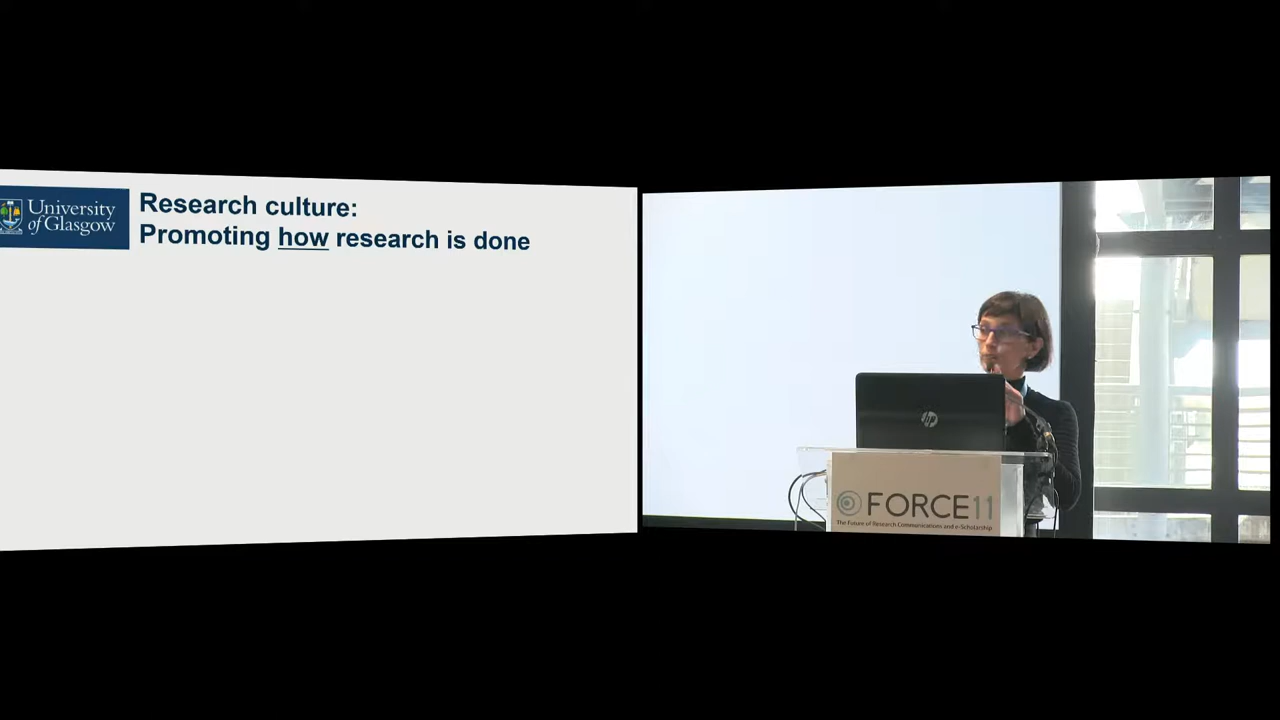 University
of Glasgow
Research culture:
Promoting how research is done
hp
FORCE11
The Future of Research Communications and e-Scholarship